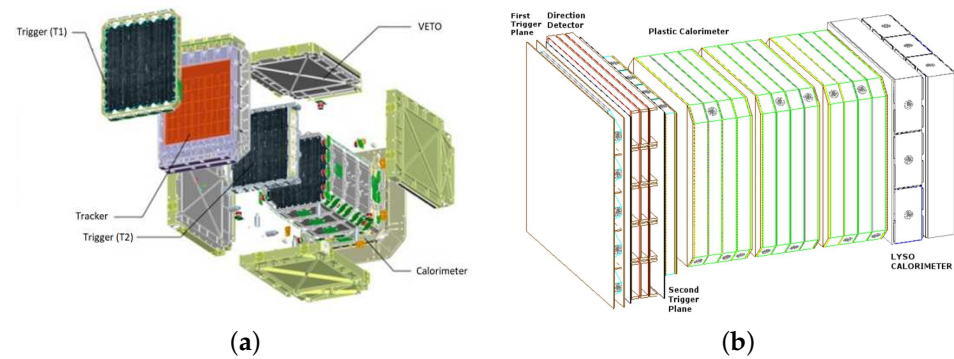 Trigger (T1)
VETO
Tracker
Trigger (T2)
Calorimeter
(a)
First
Trigger
Plane
Direction
Detector
Plastic Calorimeter
Second
Trigger
Plane
LYSO
CALORIMETER
(b)